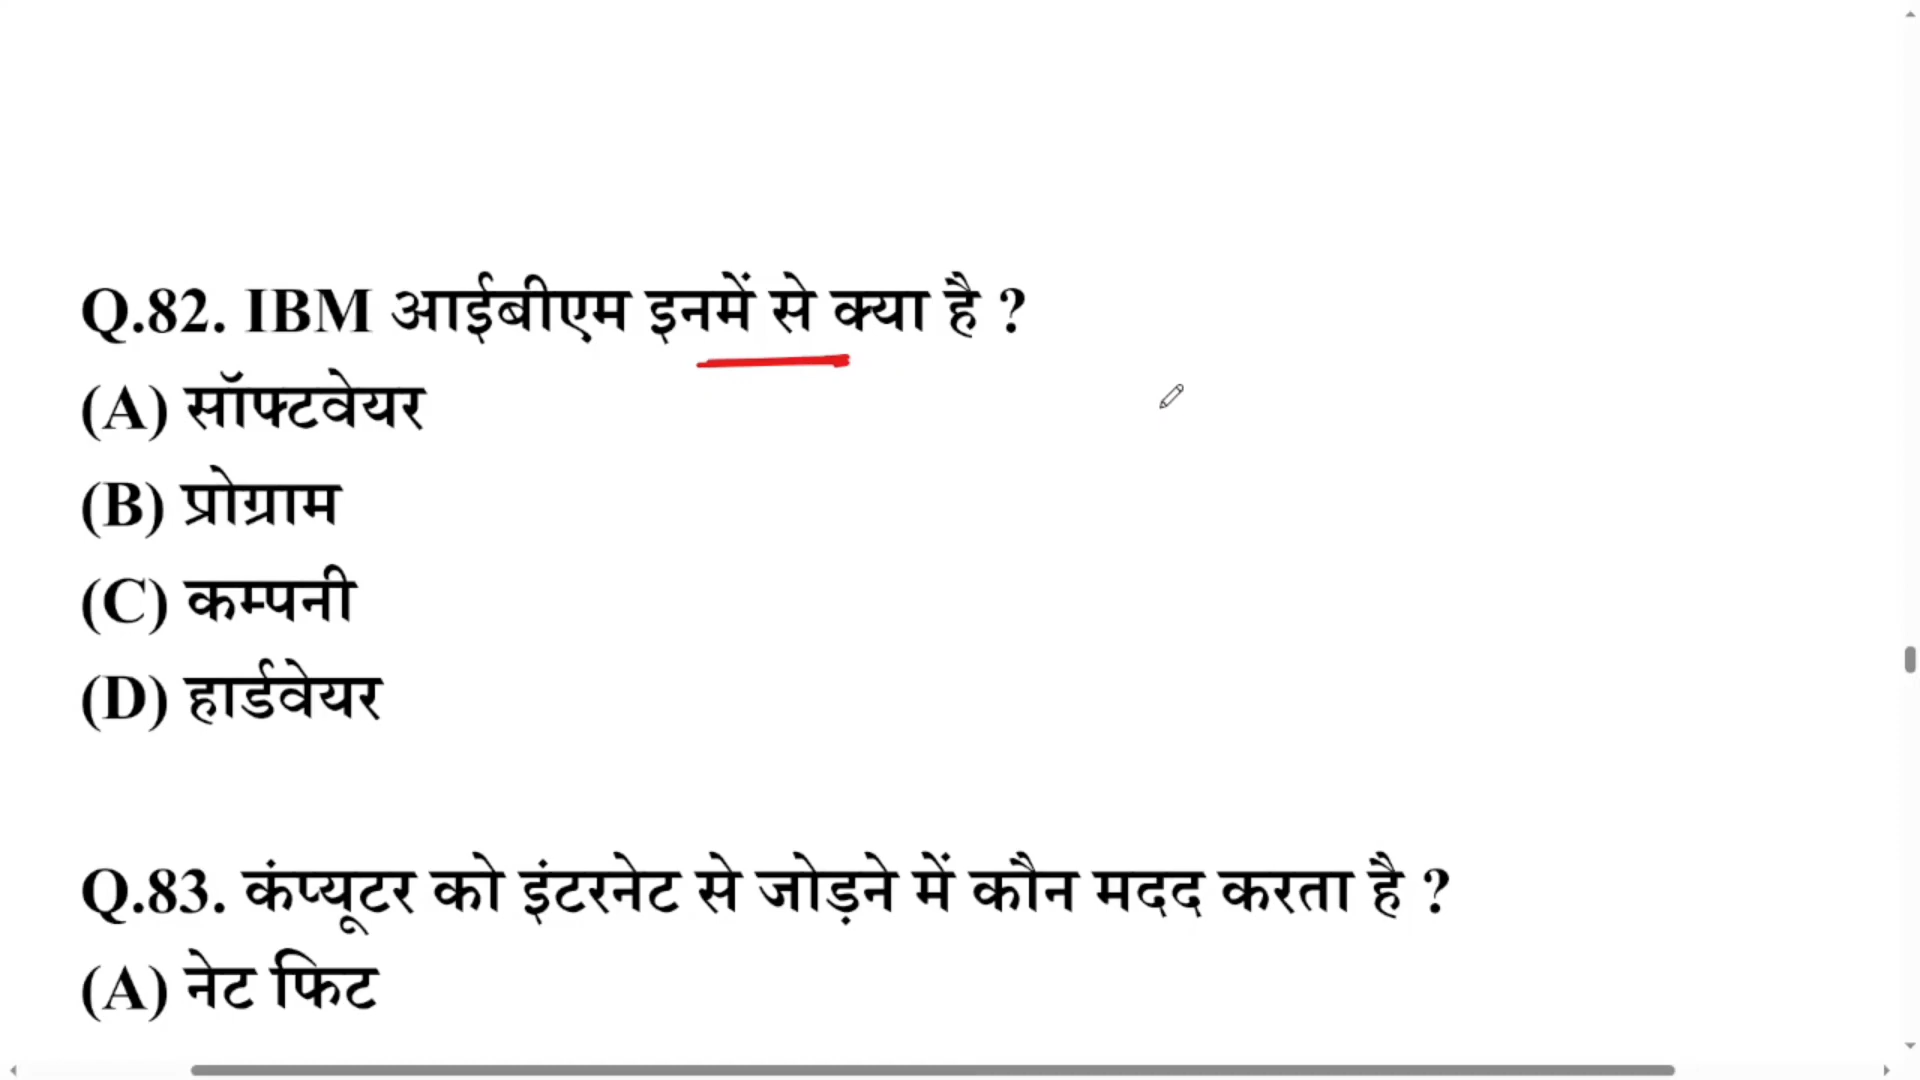 Q.82. IBM आईबीएम इनमें से क्या है ?
(A) सॉफ्टवेयर
(B) प्रोग्राम
(C) कम्पनी
(D) हार्डवेयर
Q.83. कंप्यूटर को इंटरनेट से जोड़ने में कौन मदद करता है ?
(A) नेट फिट